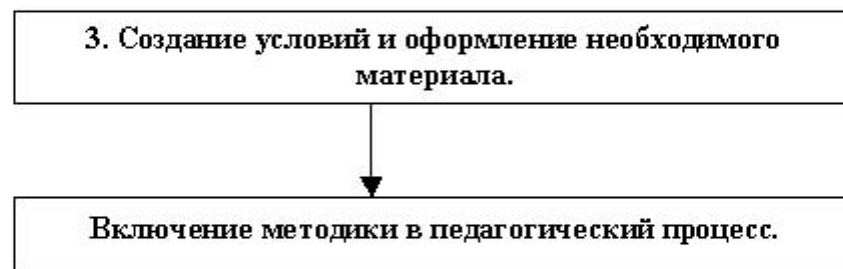 3. Создание условий и оформление необходимого
материала.
Включение методики в педагогический процесс.